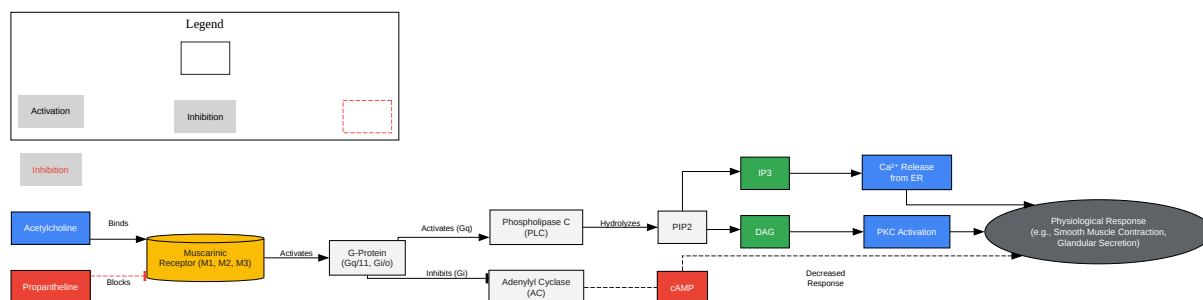 Legend
Activation
Inhibition
Inhibition
Acetylcholine
Binds
Propantheline
Blocks
Muscarinic
Receptor (M1, M2, M3)
Activates
G-Protein
(Gq/11, Gi/o)
Activates (Gq)
Inhibits (Gi)
Phospholipase C
(PLC)
Adenylyl Cyclase
(AC)
Hydrolyzes
PIP2
cAMP
IP3
DAG
Ca²⁺ Release
from ER
PKC Activation
Decreased
Response
Physiological Response
(e.g., Smooth Muscle Contraction,
Glandular Secretion)